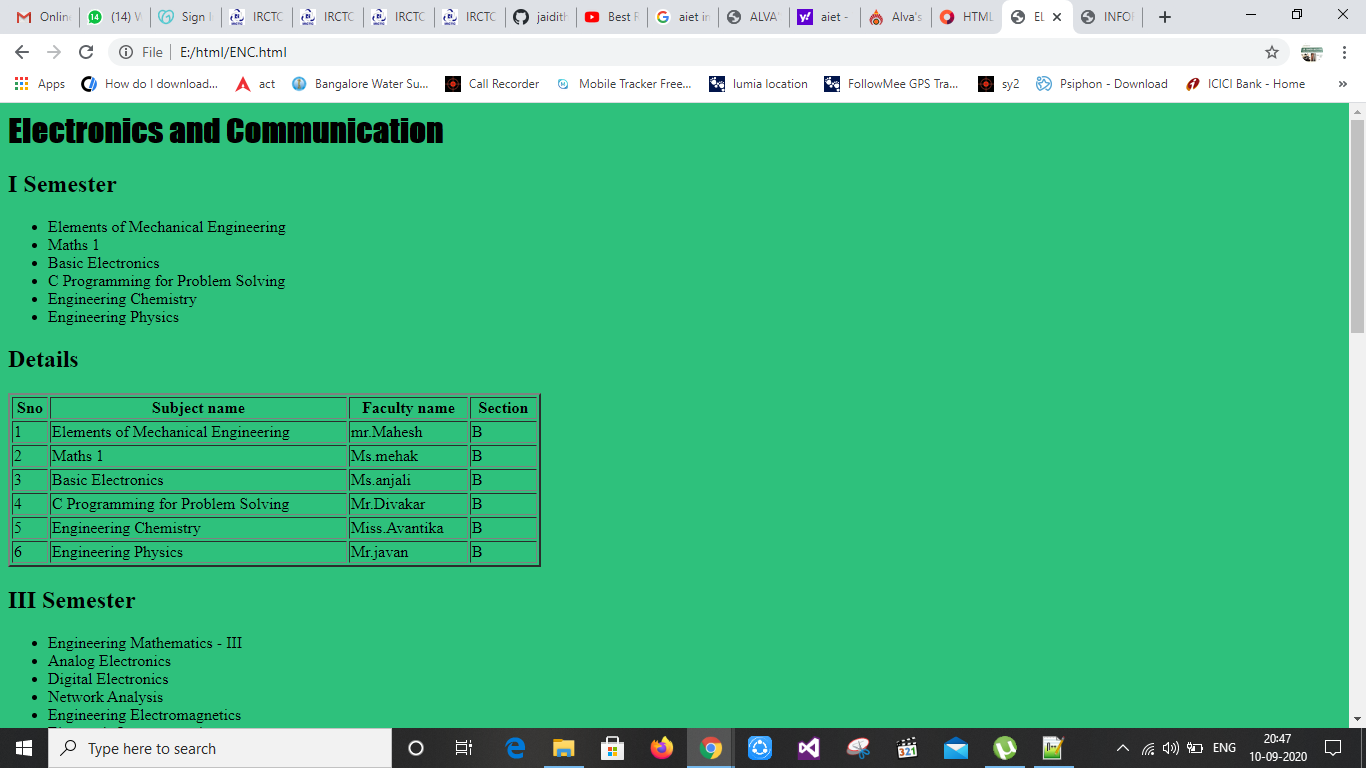 Onlin (14) W Sign I IRCTC IRCTC IRCTC IRCTC jaidith Best R aiet in ALVA' aiet - Alva's HTML EL INFO
File E:/html/ENC.html
Apps How do I download... act Bangalore Water Su... Call Recorder Mobile Tracker Free... lumia location FollowMee GPS Tra... sy2 Psiphon - Download ICICI Bank - Home »
Electronics and Communication
I Semester
• Elements of Mechanical Engineering
• Maths 1
• Basic Electronics
• C Programming for Problem Solving
• Engineering Chemistry
• Engineering Physics
Details
Sno Subject name Faculty name Section
1 Elements of Mechanical Engineering mr.Mahesh B
2 Maths 1 Ms.mehak B
3 Basic Electronics Ms.anjali B
4 C Programming for Problem Solving Mr.Divakar B
5 Engineering Chemistry Miss.Avantika B
6 Engineering Physics Mr.javan B
III Semester
• Engineering Mathematics - III
• Analog Electronics
• Digital Electronics
• Network Analysis
• Engineering Electromagnetics
Type here to search
ENG
20:47
10-09-2020